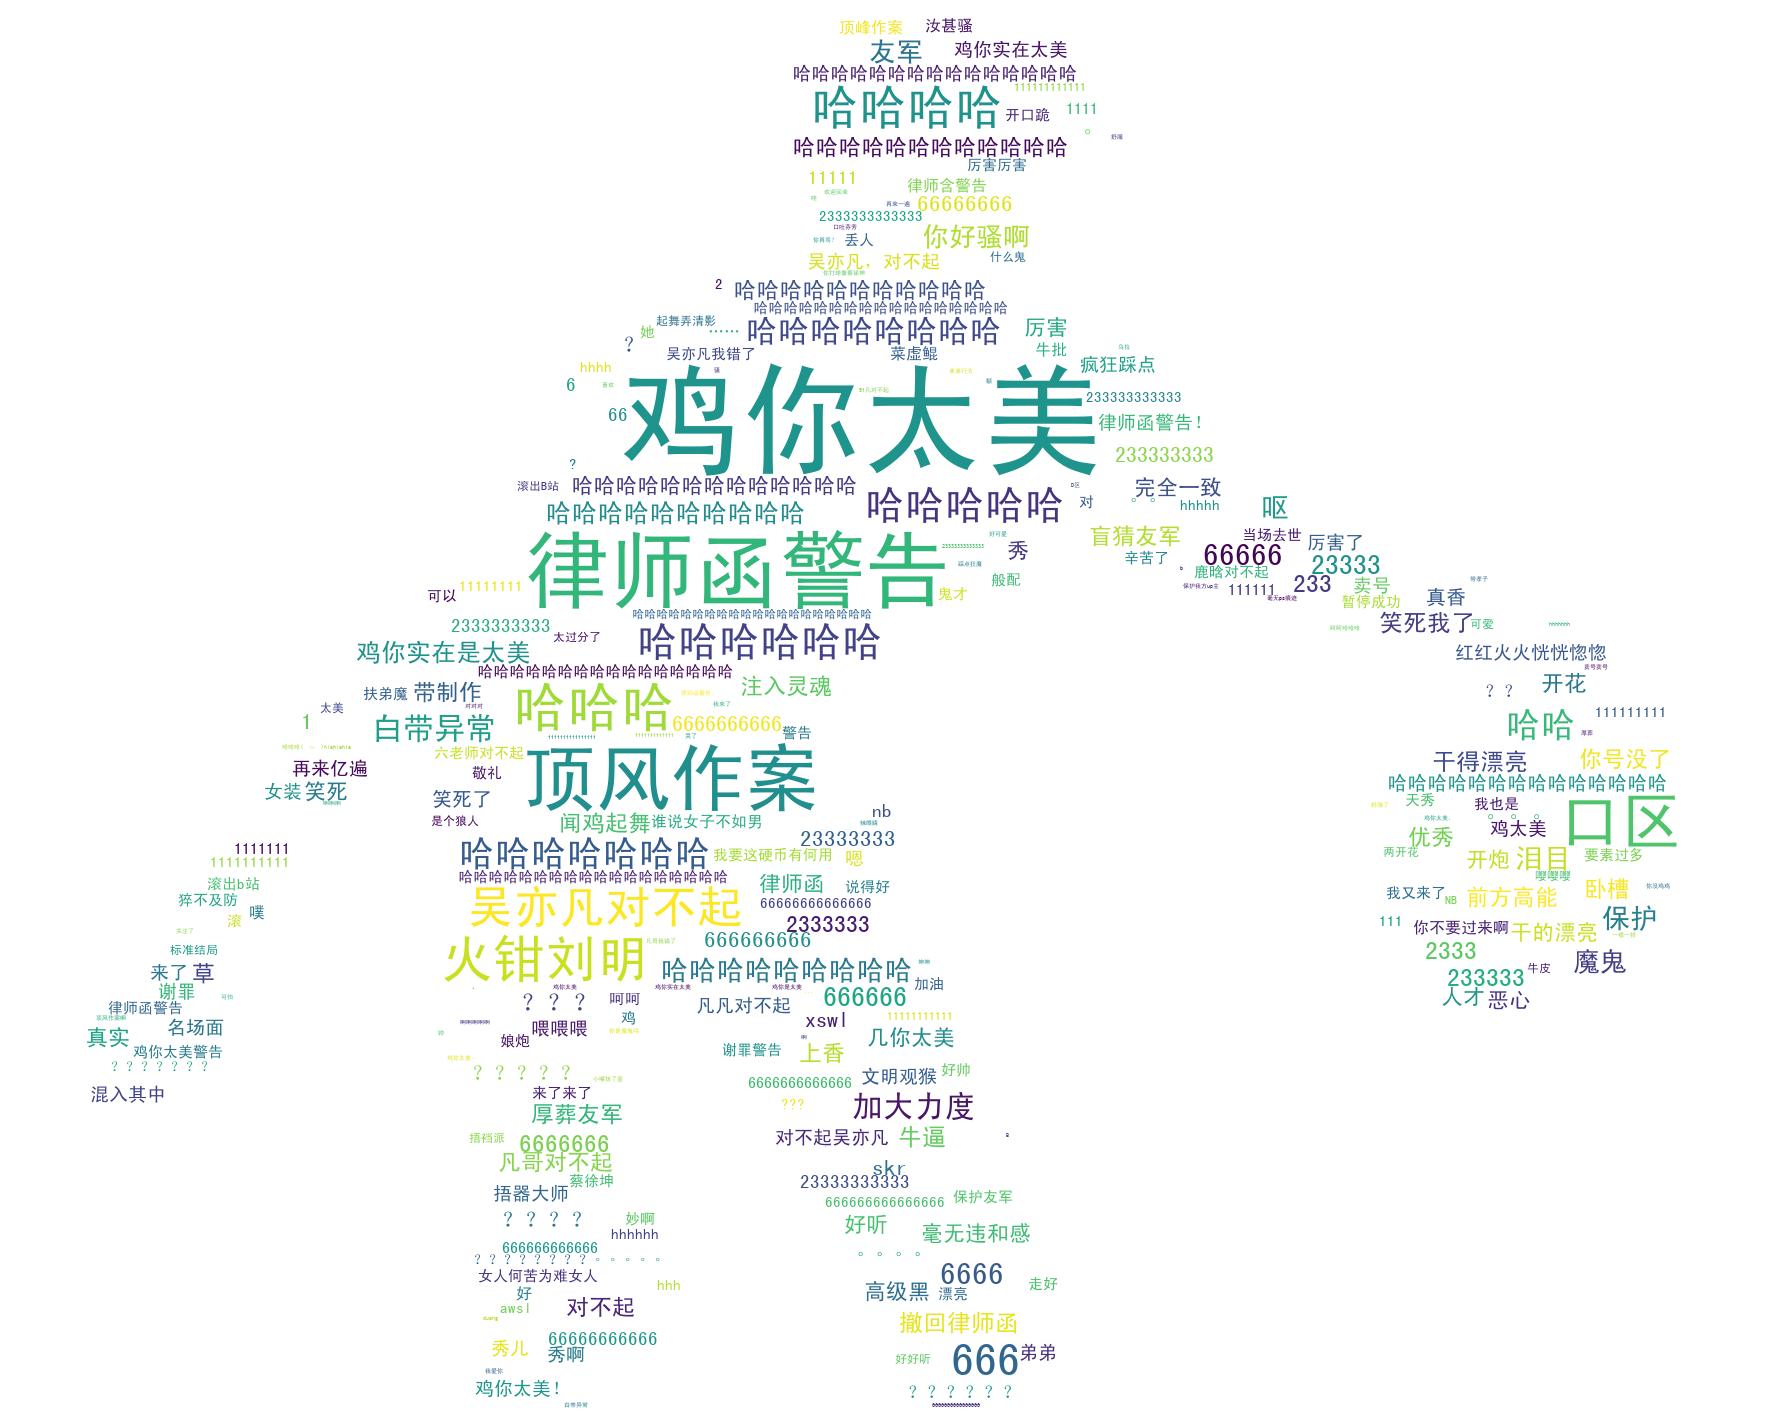 顶峰作案 汝甚骚
友军 鸡你实在太美
哈哈哈哈哈哈哈哈哈哈哈哈哈哈哈
111111111111
哈哈哈哈 开口跪 1111
哈哈哈哈哈哈哈哈哈哈哈哈
厉害厉害
11111 律师含警告
再来一遍 66666666
2333333333333
丢人 你好骚啊
吴亦凡，对不起 什么鬼
2 哈哈哈哈哈哈哈哈哈哈哈
哈哈哈哈哈哈哈哈哈哈哈哈哈哈哈哈哈
起舞弄清影 她 …… 哈哈哈哈哈哈哈哈 厉害
? 吴亦凡我错了 菜虚鲲 牛批
hhhh 疯狂踩点
6 鸡你太美 233333333333
66 律师函警告!
? 233333333
滚出B站 哈哈哈哈哈哈哈哈哈哈哈哈哈 完全一致
哈哈哈哈哈哈哈哈哈哈 哈哈哈哈哈 对 hhhhh 呕
律师函警告 秀 盲猜友军 当场去世 厉害了
辛苦了 66666 23333
般配 鹿晗对不起 233 卖号
可以 11111111 鬼才 111111 暂停成功 真香
哈哈哈哈哈哈哈哈哈哈哈哈哈哈哈哈哈哈哈哈
2333333333 太过分了 哈哈哈哈哈哈 笑死我了 可爱
鸡你实在是太美 红红火火恍恍惚惚
哈哈哈哈哈哈哈哈哈哈哈哈哈哈
扶弟魔 带制作 注入灵魂 ？？ 开花
太美 哈哈哈 哈哈 111111111
1 白带异常 6666666666 警告
六老师对不起 干得漂亮 你号没了
再来亿遍 敬礼 顶风作案 哈哈哈哈哈哈哈哈哈哈哈哈哈哈
女装 笑死 笑死了 天秀 我也是 口区
是个狼人 闻鸡起舞 谁说女子不如男 nb 鸡太美
23333333 优秀
1111111 哈哈哈哈哈哈哈 我要这硬币有何用 嗯 两开花 开炮 泪目 要素过多
1111111111 哈哈哈哈哈哈哈哈哈哈哈哈哈哈哈哈哈哈 嘤嘤嘤
滚出b站 律师函 说得好 我又来了 NB 前方高能 卧槽
猝不及防 吴亦凡对不起 66666666666666
滚 噗 2333333 111 你不要过来啊 干的漂亮 保护
标准结局 火钳刘明 666666666 2333
来了 草 哈哈哈哈哈哈哈哈哈 加油 233333 牛皮 魔鬼
谢罪 ？？？ 呵呵 凡凡对不起 666666 人才 恶心
律师函警告 鸡 xswl 11111111111
真实 名场面 娘炮 喂喂喂 几你太美
鸡你太美警告 谢罪警告 上香
？？？？？？？ ？？？？？ 6666666666666 文明观猴 好帅
混入其中 来了来了 ??? 加大力度
厚葬友军
捂裆派 6666666 对不起吴亦凡 牛逼
凡哥对不起 skr
蔡徐坤 23333333333
捂器大师 666666666666666 保护友军
？？？？ 妙啊 好听 毫无违和感
hhhhhh
666666666666 。。。。
？？？？？？？？。。。。。
女人何苦为难女人 6666 走好
好 hhh 高级黑 漂亮
awsl 对不起 撤回律师函
秀儿 66666666666
秀啊 好好听 666 弟弟
鸡你太美! ？？？？？？